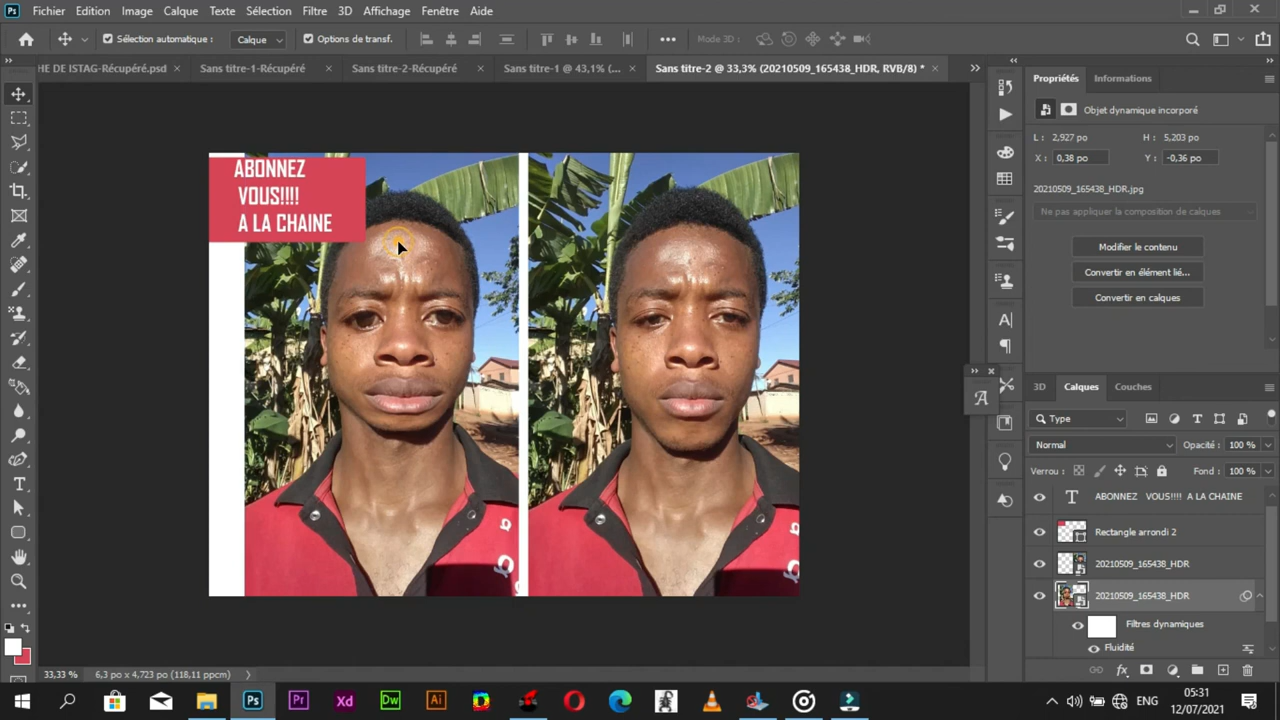 Ps Fichier Edition Image Calque Texte Sélection Filtre 3D Affichage Fenêtre Aide
Sélection automatique : Calque Options de transf. Mode 3D :
HE DE ISTAG-Récupéré.psd × Sans titre-1-Récupéré × Sans titre-2-Récupéré × Sans titre-1 @ 43,1% (... × Sans titre-2 @ 33,3% (20210509_165438_HDR, RVB/8) * ×
Propriétés Informations
Objet dynamique incorporé
L : 2,927 po H : 5,203 po
X : 0,38 po Y : -0,36 po
20210509_165438_HDR.jpg
Ne pas appliquer la composition de calques
Modifier le contenu
Convertir en élément lié...
Convertir en calques
ABONNEZ
VOUS!!!!
A LA CHAINE
3D Calques Couches
Type
Normal Opacité : 100 %
Verrou : Fond : 100 %
T ABONNEZ VOUS!!!! A LA CHAINE
Rectangle arrondi 2
20210509_165438_HDR
20210509_165438_HDR
Filtres dynamiques
Fluidité
33,33 % 6,3 po x 4,723 po (118,11 ppcm)
Ps Pr Xd Dw Ai
ENG
05:31
12/07/2021